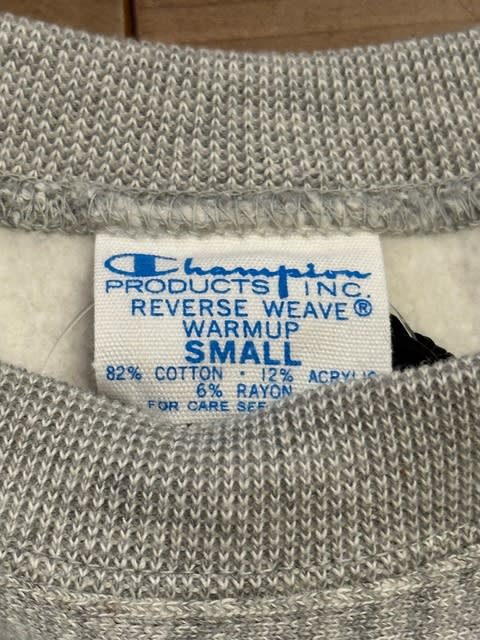 Champion
PRODUCTS INC.
REVERSE WEAVE®
WARMUP
SMALL
82% COTTON · 12% ACRYLIC
6% RAYON
FOR CARE SEE